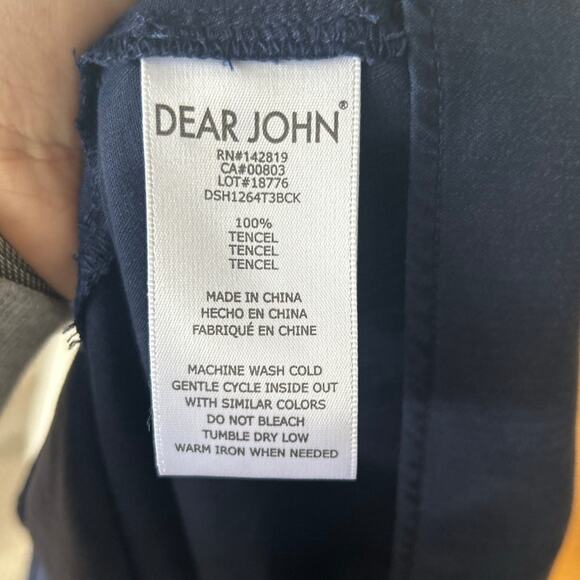 DEAR JOHN®
RN#142819
CA#00803
LOT#18776
DSH1264T3BCK
100%
TENCEL
TENCEL
TENCEL
MADE IN CHINA
HECHO EN CHINA
FABRIQUÉ EN CHINE
MACHINE WASH COLD
GENTLE CYCLE INSIDE OUT
WITH SIMILAR COLORS
DO NOT BLEACH
TUMBLE DRY LOW
WARM IRON WHEN NEEDED